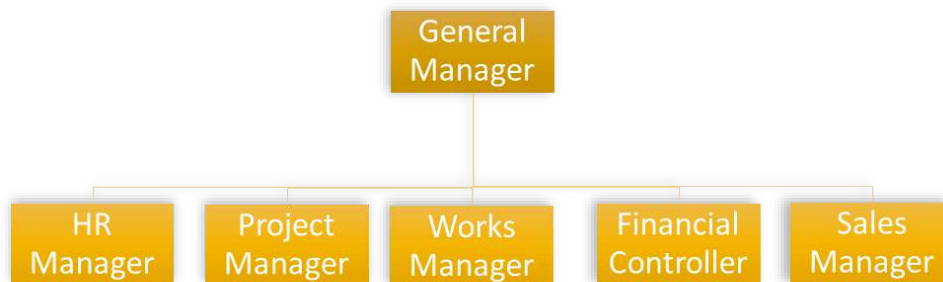 General
Manager
HR
Manager
Project
Manager
Works
Manager
Financial
Controller
Sales
Manager